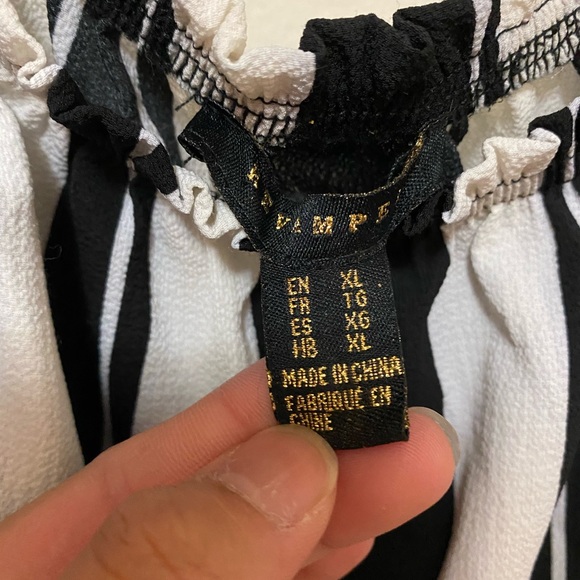 EN XL
FR TG
ES XG
HB XL
MADE IN CHINA
FABRIQUÉ EN
CHINE